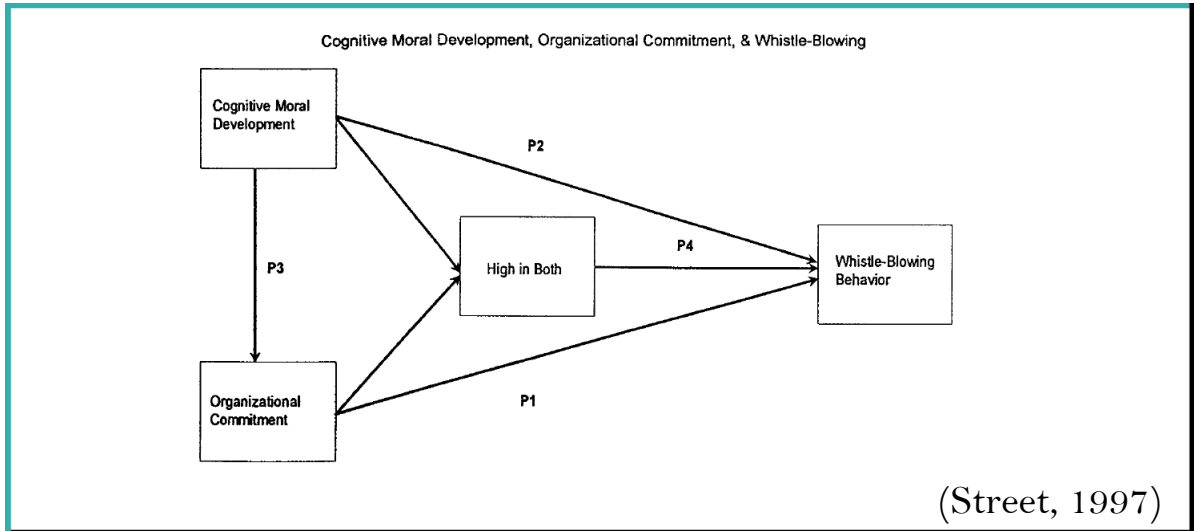 Cognitive Moral Development, Organizational Commitment, & Whistle-Blowing
Cognitive Moral
Development
P2
P3
High in Both
P4
Whistle-Blowing
Behavior
Organizational
Commitment
P1
(Street, 1997)